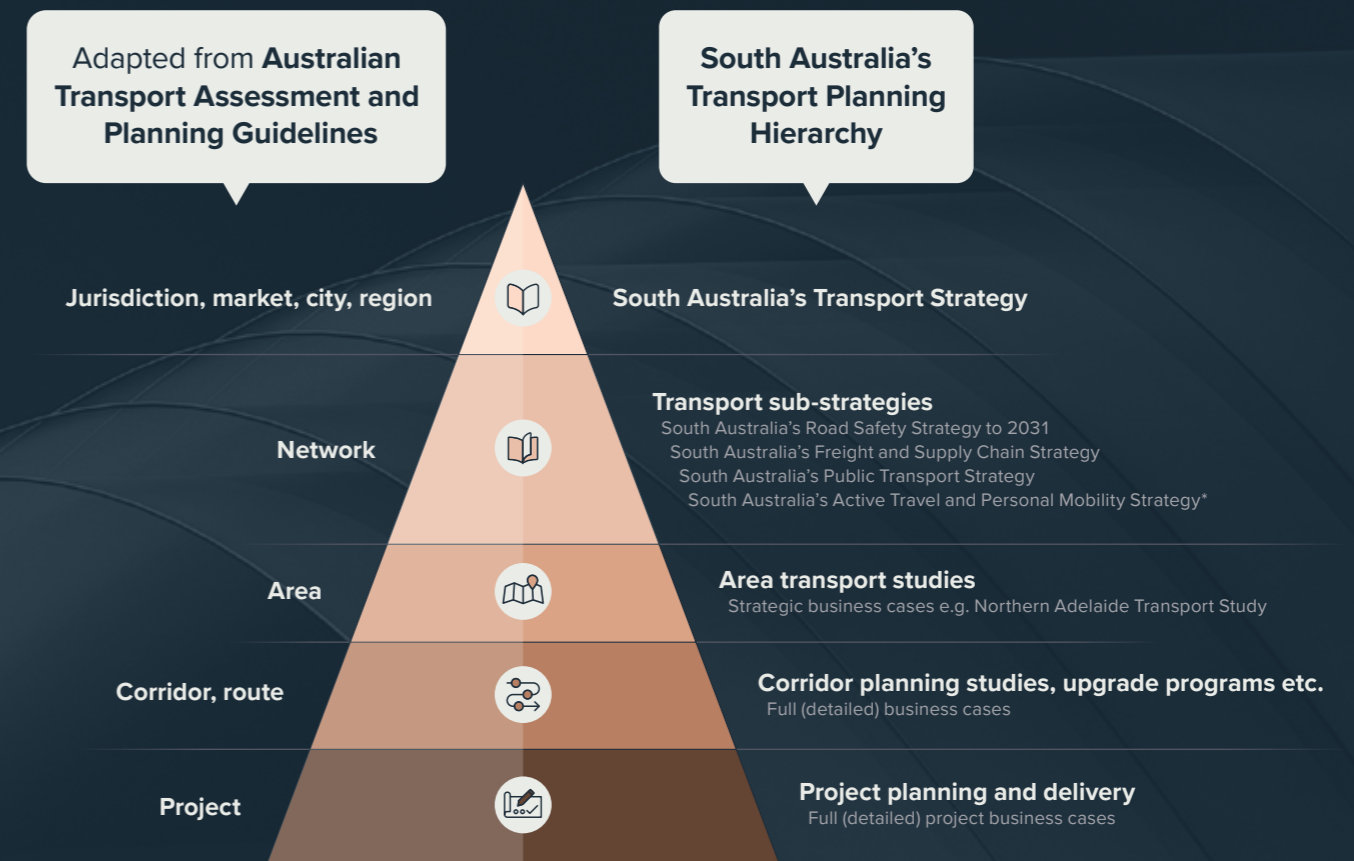 Adapted from Australian
Transport Assessment and
Planning Guidelines
South Australia’s
Transport Planning
Hierarchy
Jurisdiction, market, city, region
South Australia’s Transport Strategy
Network
Transport sub-strategies
South Australia’s Road Safety Strategy to 2031
South Australia’s Freight and Supply Chain Strategy
South Australia’s Public Transport Strategy
South Australia’s Active Travel and Personal Mobility Strategy*
Area
Area transport studies
Strategic business cases e.g. Northern Adelaide Transport Study
Corridor, route
Corridor planning studies, upgrade programs etc.
Full (detailed) business cases
Project
Project planning and delivery
Full (detailed) project business cases